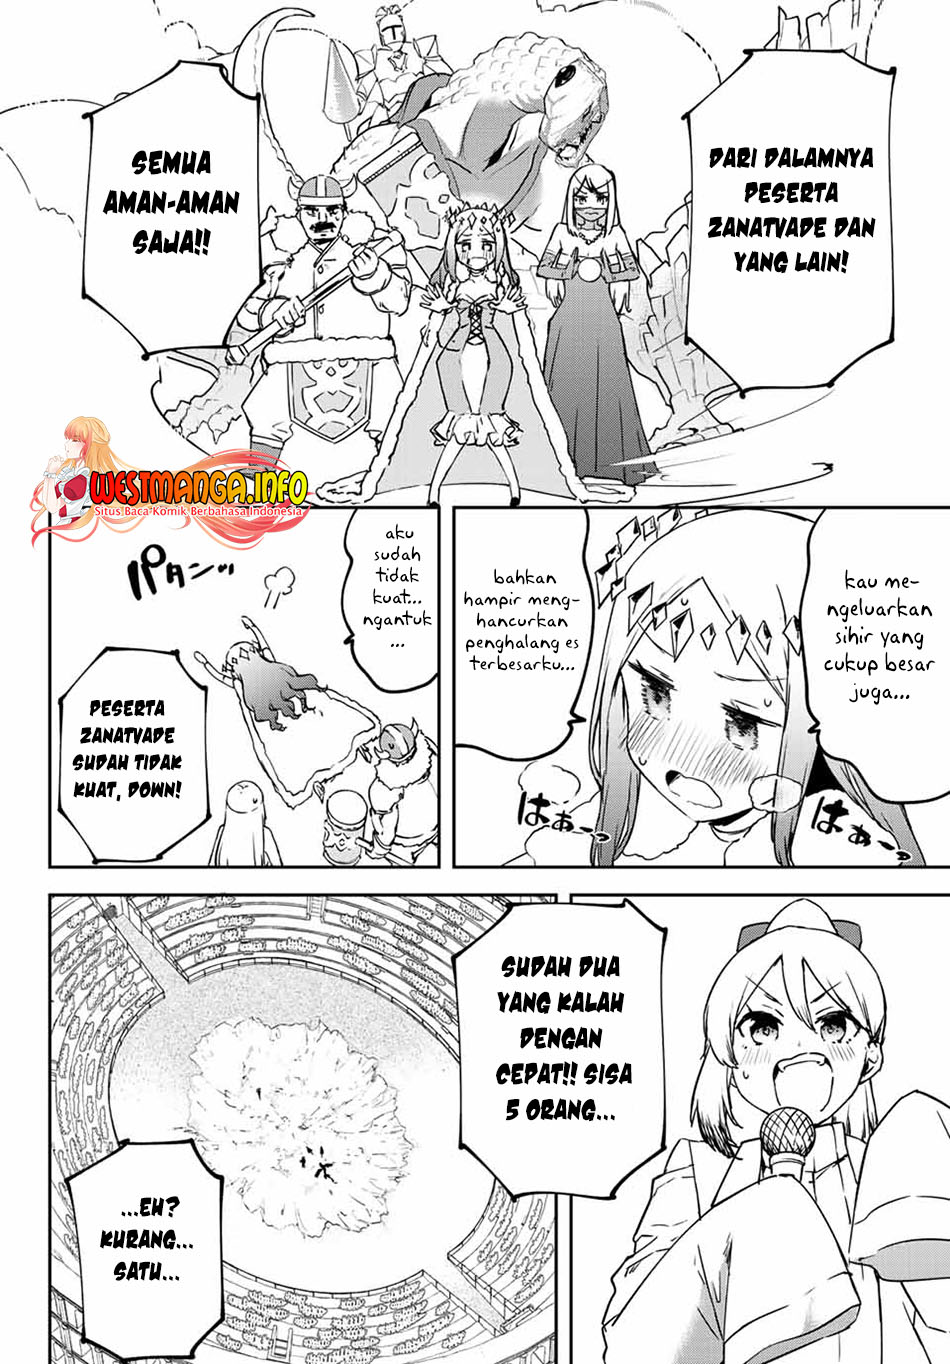 DARI DALAMNYA
PESERTA
ZANATVADE DAN
YANG LAIN!
SEMUA
AMAN-AMAN
SAJA!!
WESTMANGA.INFO
Situs Baca Komik Berbahasa Indonesia
kau me-
ngeluarkan
sihir yang
cukup besar
juga...
bahkan
hampir meng-
hancurkan
penghalang es
terbesarku...
はぁーっ
はぁーっ
aku
sudah
tidak
kuat...
ngantuk
...
パタンッ
PESERTA
ZANATVADE
SUDAH TIDAK
KUAT, DOWN!
SUDAH DUA
YANG KALAH
DENGAN
CEPAT!! SISA
5 ORANG...
...EH?
KURANG...
SATU...